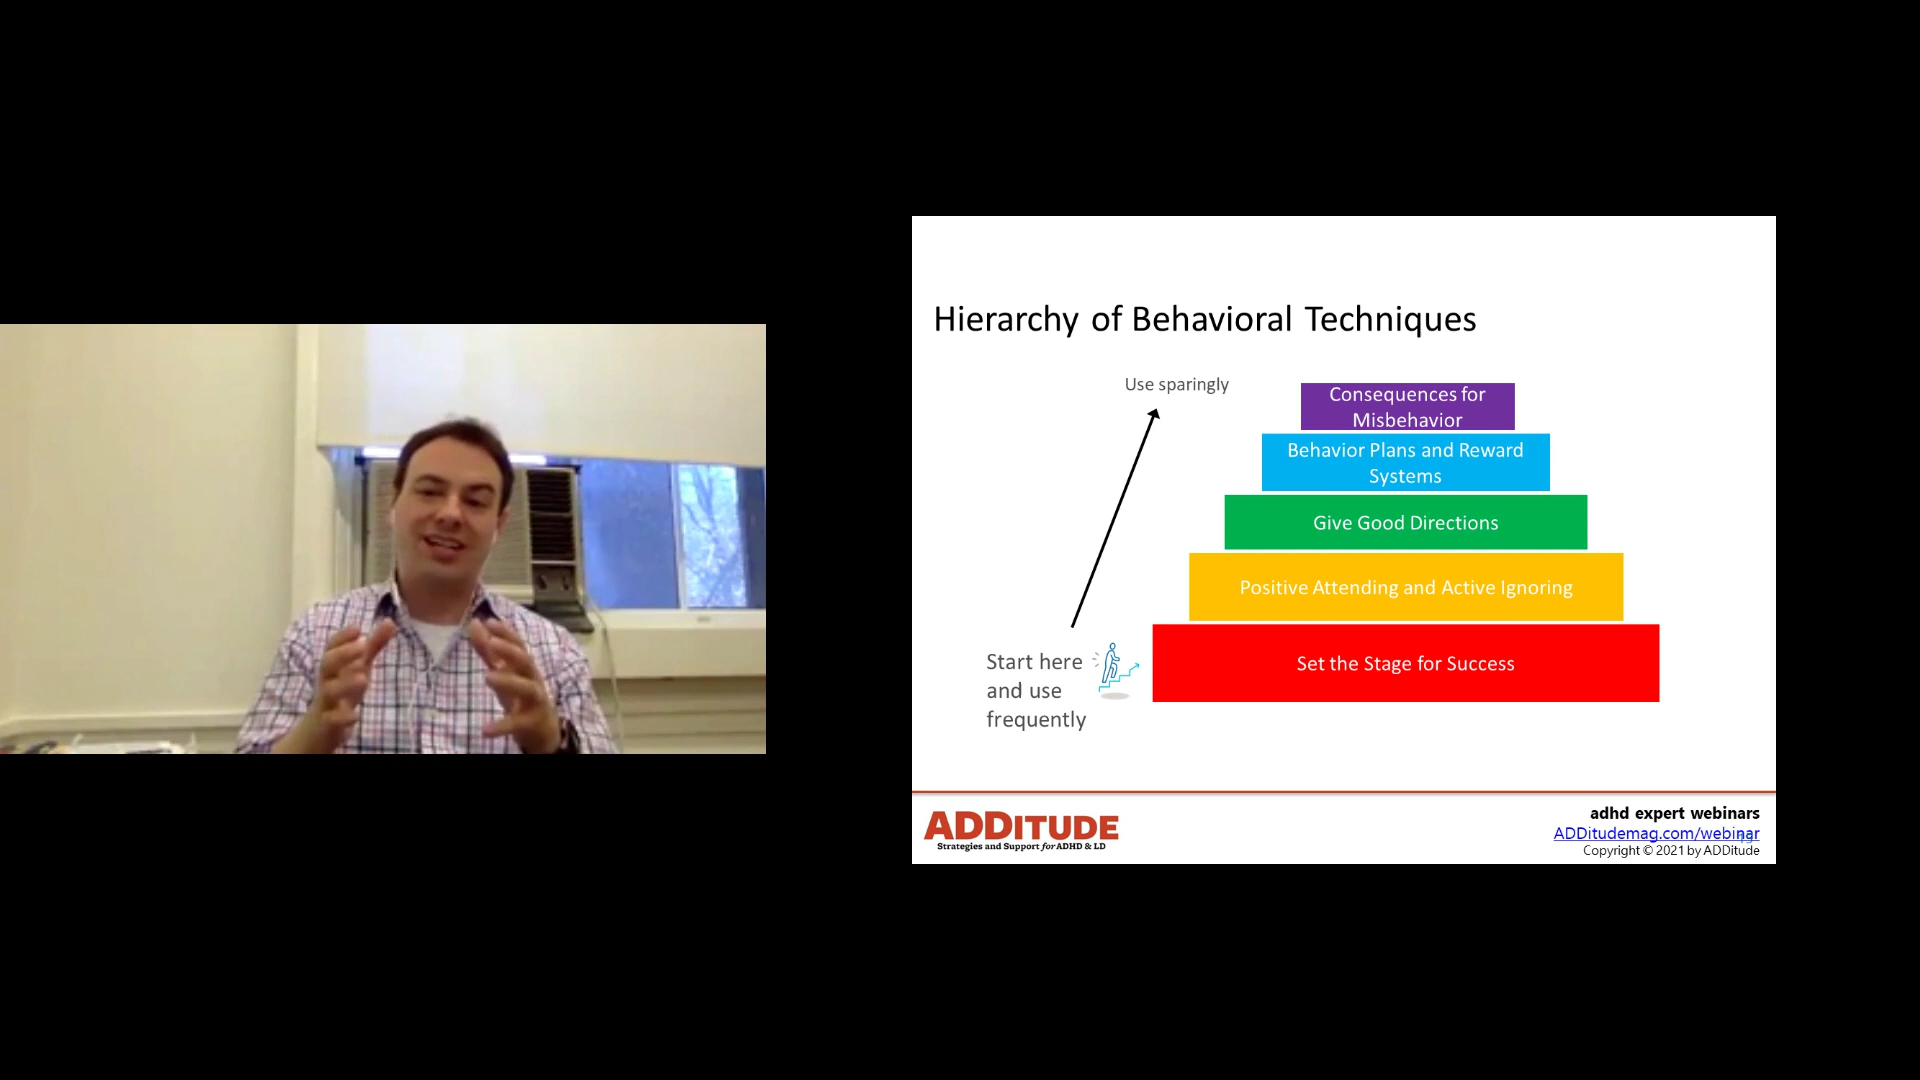 Hierarchy of Behavioral Techniques
Use sparingly
Consequences for
Misbehavior
Behavior Plans and Reward
Systems
Give Good Directions
Positive Attending and Active Ignoring
Set the Stage for Success
Start here
and use
frequently
ADDITUDE
Strategies and Support for ADHD & LD
adhd expert webinars
ADDitudemag.com/webinar
Copyright © 2021 by ADDitude